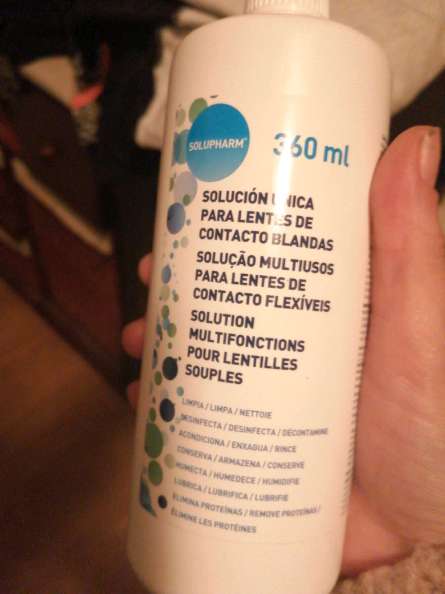 SOLUPHARM™
360 ml
SOLUCIÓN ÚNICA
PARA LENTES DE
CONTACTO BLANDAS
SOLUÇÃO MULTIUSOS
PARA LENTES DE
CONTACTO FLEXÍVEIS
SOLUTION
MULTIFONCTIONS
POUR LENTILLES
SOUPLES
LIMPIA / LIMPA / NETTOIE
DESINFECTA / DESINFECTA / DÉCONTAMINE
ACONDICIONA / ENXAGUA / RINCE
CONSERVA / ARMAZENA / CONSERVE
HUMECTA / HUMEDECE / HUMIDIFIE
LUBRICA / LUBRIFICA / LUBRIFIE
ELIMINA PROTEÍNAS / REMOVE PROTEÍNAS /
ÉLIMINE LES PROTÉINES